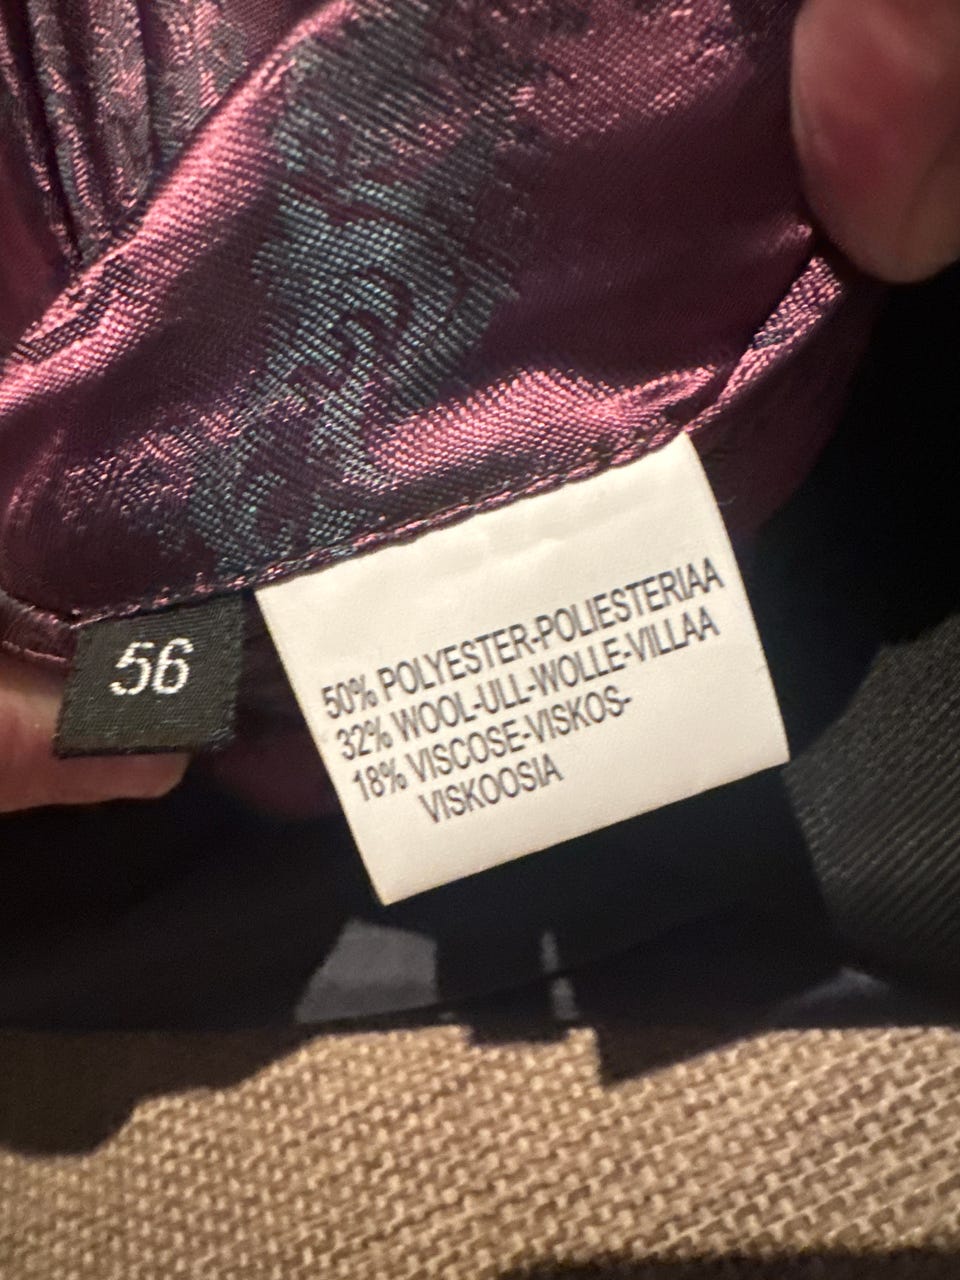 56
50% POLYESTER-POLIESTERIAA
32% WOOL-ULL-WOLLE-VILLAA
18% VISCOSE-VISKOS-
VISKOOSIA